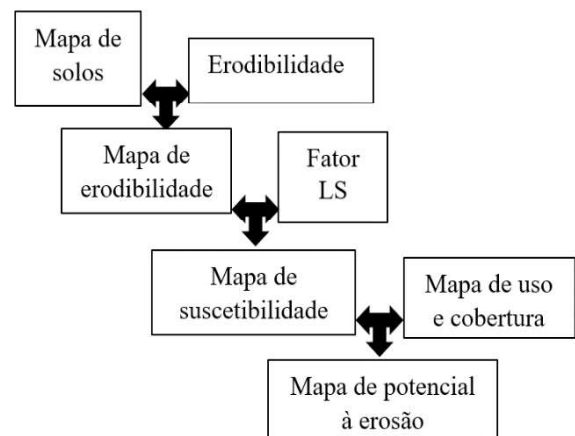 Mapa de
solos
Erodibilidade
Mapa de
erodibilidade
Fator
LS
Mapa de
suscetibilidade
Mapa de uso
e cobertura
Mapa de potencial
à erosão